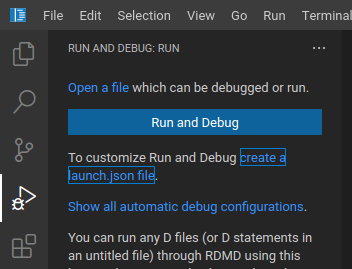 File Edit Selection View Go Run Terminal
RUN AND DEBUG: RUN
Open a file which can be debugged or run.
Run and Debug
To customize Run and Debug create a
launch.json file.
Show all automatic debug configurations.
You can run any D files (or D statements in
an untitled file) through RDMD using this